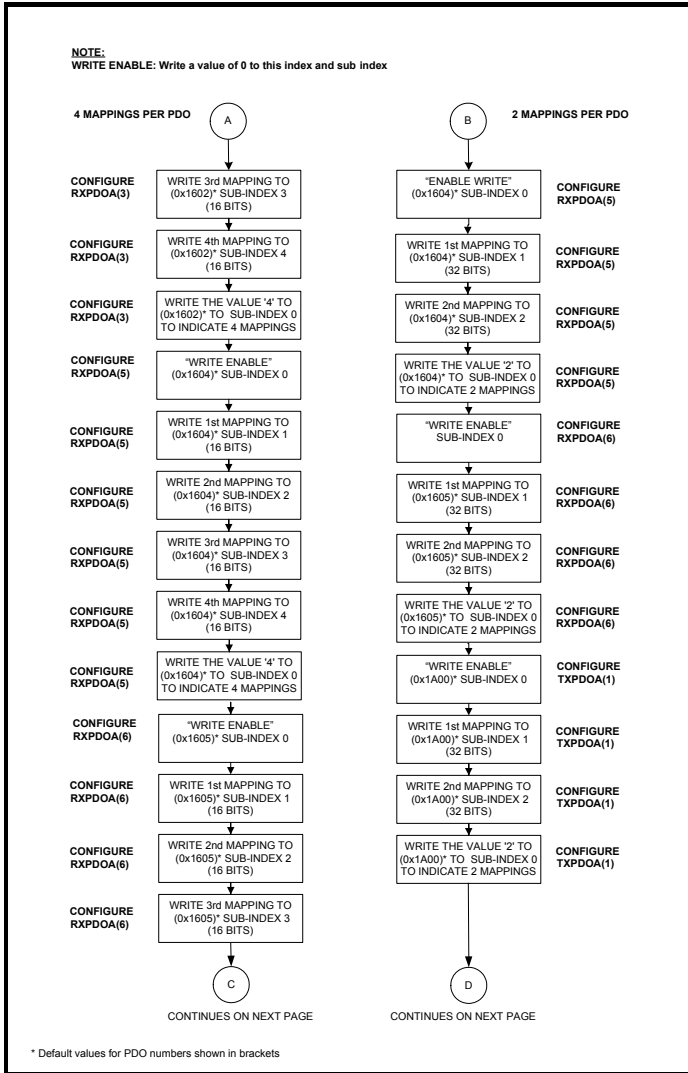 NOTE:
WRITE ENABLE: Write a value of 0 to this index and sub index
4 MAPPINGS PER PDO
A
CONFIGURE
RXPDOA(3)
WRITE 3rd MAPPING TO
(0x1602)* SUB-INDEX 3
(16 BITS)
CONFIGURE
RXPDOA(3)
WRITE 4th MAPPING TO
(0x1602)* SUB-INDEX 4
(16 BITS)
CONFIGURE
RXPDOA(3)
WRITE THE VALUE '4' TO
(0x1602)* TO SUB-INDEX 0
TO INDICATE 4 MAPPINGS
CONFIGURE
RXPDOA(5)
"WRITE ENABLE"
(0x1604)* SUB-INDEX 0
CONFIGURE
RXPDOA(5)
WRITE 1st MAPPING TO
(0x1604)* SUB-INDEX 1
(16 BITS)
CONFIGURE
RXPDOA(5)
WRITE 2nd MAPPING TO
(0x1604)* SUB-INDEX 2
(16 BITS)
CONFIGURE
RXPDOA(5)
WRITE 3rd MAPPING TO
(0x1604)* SUB-INDEX 3
(16 BITS)
CONFIGURE
RXPDOA(5)
WRITE 4th MAPPING TO
(0x1604)* SUB-INDEX 4
(16 BITS)
CONFIGURE
RXPDOA(5)
WRITE THE VALUE '4' TO
(0x1604)* TO SUB-INDEX 0
TO INDICATE 4 MAPPINGS
CONFIGURE
RXPDOA(6)
"WRITE ENABLE"
(0x1605)* SUB-INDEX 0
CONFIGURE
RXPDOA(6)
WRITE 1st MAPPING TO
(0x1605)* SUB-INDEX 1
(16 BITS)
CONFIGURE
RXPDOA(6)
WRITE 2nd MAPPING TO
(0x1605)* SUB-INDEX 2
(16 BITS)
CONFIGURE
RXPDOA(6)
WRITE 3rd MAPPING TO
(0x1605)* SUB-INDEX 3
(16 BITS)
C
CONTINUES ON NEXT PAGE
B
2 MAPPINGS PER PDO
"ENABLE WRITE"
(0x1604)* SUB-INDEX 0
CONFIGURE
RXPDOA(5)
WRITE 1st MAPPING TO
(0x1604)* SUB-INDEX 1
(32 BITS)
CONFIGURE
RXPDOA(5)
WRITE 2nd MAPPING TO
(0x1604)* SUB-INDEX 2
(32 BITS)
CONFIGURE
RXPDOA(5)
WRITE THE VALUE '2' TO
(0x1604)* TO SUB-INDEX 0
TO INDICATE 2 MAPPINGS
CONFIGURE
RXPDOA(5)
"WRITE ENABLE"
SUB-INDEX 0
CONFIGURE
RXPDOA(6)
WRITE 1st MAPPING TO
(0x1605)* SUB-INDEX 1
(32 BITS)
CONFIGURE
RXPDOA(6)
WRITE 2nd MAPPING TO
(0x1605)* SUB-INDEX 2
(32 BITS)
CONFIGURE
RXPDOA(6)
WRITE THE VALUE '2' TO
(0x1605)* TO SUB-INDEX 0
TO INDICATE 2 MAPPINGS
CONFIGURE
RXPDOA(6)
"WRITE ENABLE"
(0x1A00)* SUB-INDEX 0
CONFIGURE
TXPDOA(1)
WRITE 1st MAPPING TO
(0x1A00)* SUB-INDEX 1
(32 BITS)
CONFIGURE
TXPDOA(1)
WRITE 2nd MAPPING TO
(0x1A00)* SUB-INDEX 2
(32 BITS)
CONFIGURE
TXPDOA(1)
WRITE THE VALUE '2' TO
(0x1A00)* TO SUB-INDEX 0
TO INDICATE 2 MAPPINGS
CONFIGURE
TXPDOA(1)
D
CONTINUES ON NEXT PAGE
* Default values for PDO numbers shown in brackets